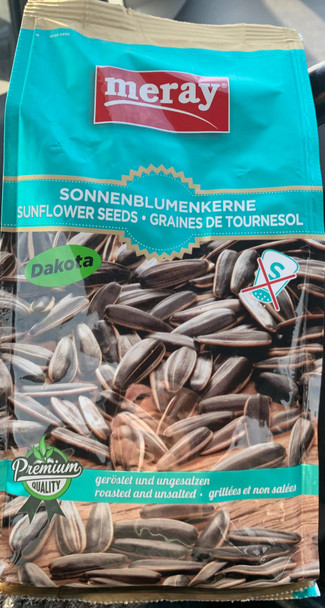 meray®
SONNENBLUMENKERNE
SUNFLOWER SEEDS • GRAINES DE TOURNESOL
Dakota
S
Premium
QUALITY
geröstet und ungesalzen
roasted and unsalted • grillées et non salées